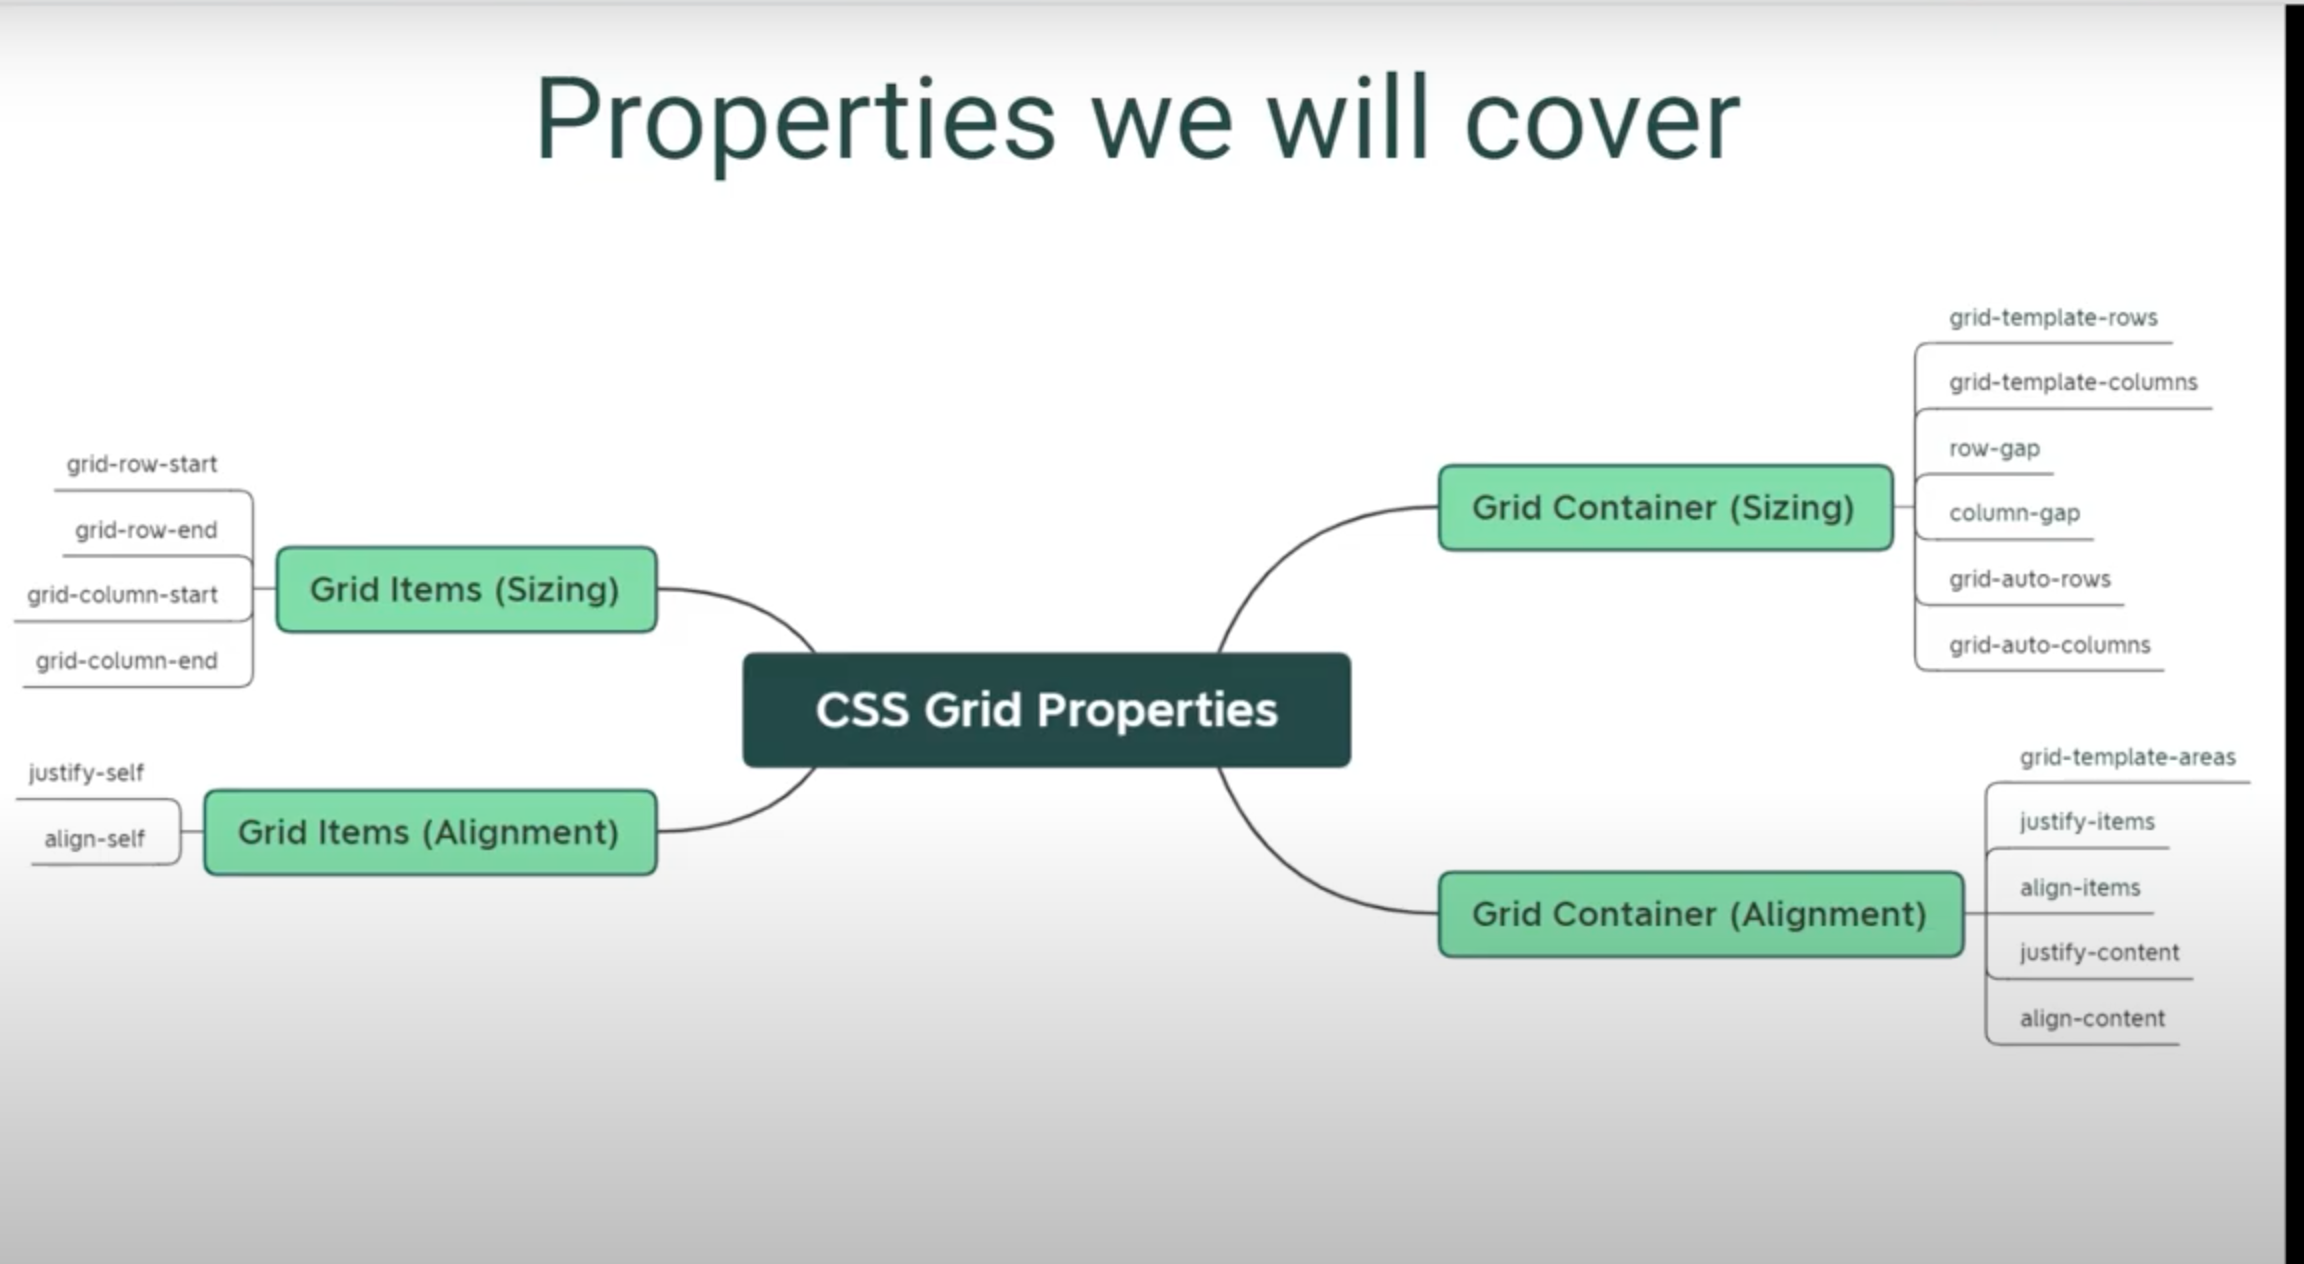 Properties we will cover
grid-row-start
grid-row-end
grid-column-start
grid-column-end
Grid Items (Sizing)
justify-self
align-self
Grid Items (Alignment)
CSS Grid Properties
Grid Container (Sizing)
grid-template-rows
grid-template-columns
row-gap
column-gap
grid-auto-rows
grid-auto-columns
Grid Container (Alignment)
grid-template-areas
justify-items
align-items
justify-content
align-content